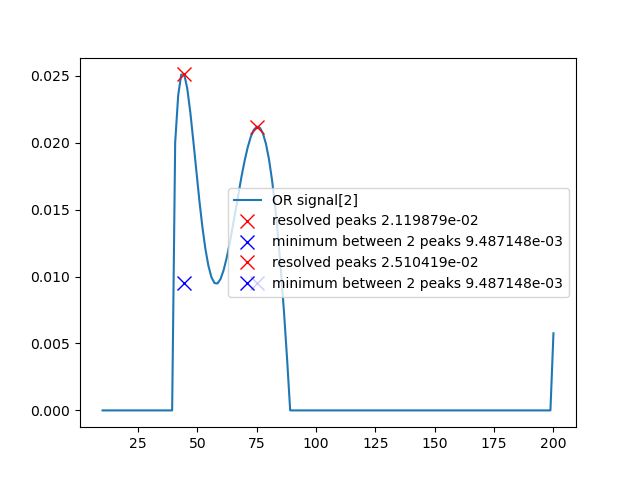 0.025
0.020
0.015
0.010
0.005
0.000
OR signal[2]
resolved peaks 2.119879e-02
minimum between 2 peaks 9.487148e-03
resolved peaks 2.510419e-02
minimum between 2 peaks 9.487148e-03
25 50 75 100 125 150 175 200